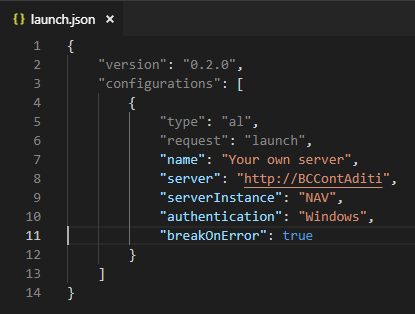 {} launch.json ×
1 {
2 "version": "0.2.0",
3 "configurations": [
4 {
5 "type": "al",
6 "request": "launch",
7 "name": "Your own server",
8 "server": "http://BCContAditi",
9 "serverInstance": "NAV",
10 "authentication": "Windows",
11 "breakOnError": true
12 }
13 ]
14 }